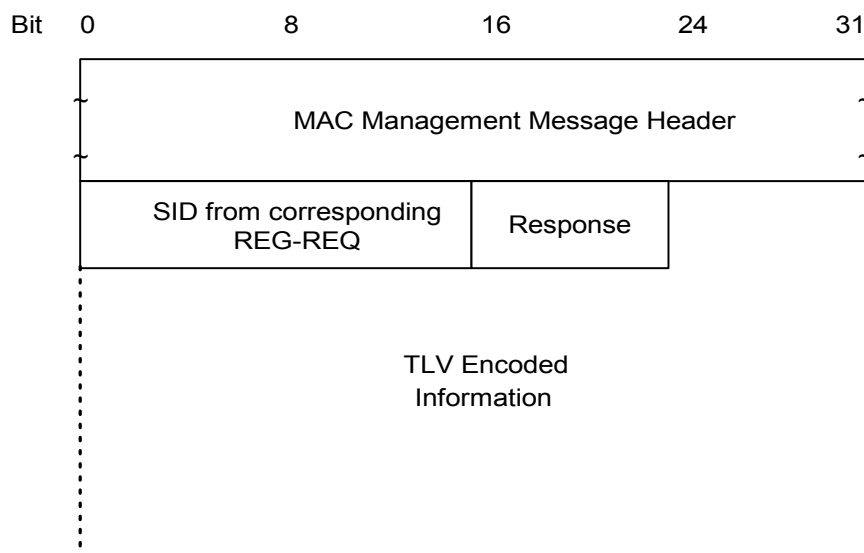 Bit 0 8 16 24 31
MAC Management Message Header
SID from corresponding
REG-REQ
Response
TLV Encoded
Information